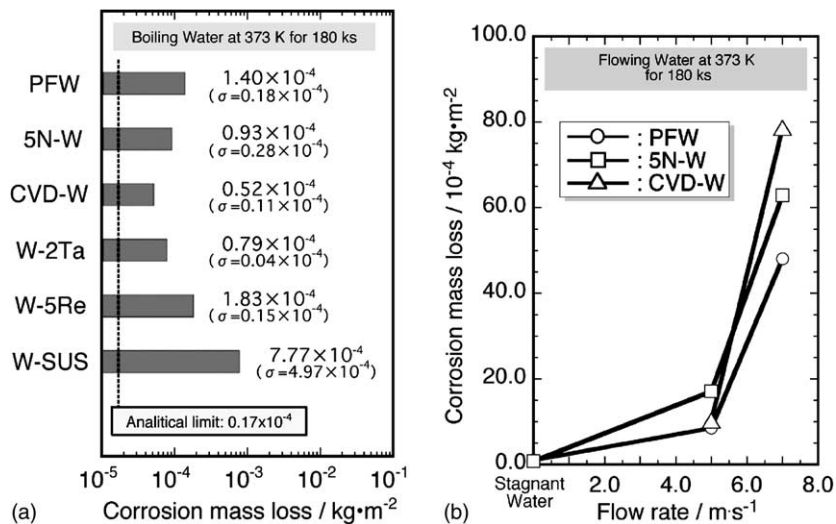 Boiling Water at 373 K for 180 ks
PFW
1.40×10⁻⁴
(σ=0.18×10⁻⁴)
5N-W
0.93×10⁻⁴
(σ=0.28×10⁻⁴)
CVD-W
0.52×10⁻⁴
(σ=0.11×10⁻⁴)
W-2Ta
0.79×10⁻⁴
(σ=0.04×10⁻⁴)
W-5Re
1.83×10⁻⁴
(σ=0.15×10⁻⁴)
W-SUS
7.77×10⁻⁴
(σ=4.97×10⁻⁴)
Analitical limit: 0.17x10⁻⁴
10⁻⁵ 10⁻⁴ 10⁻³ 10⁻² 10⁻¹ 10⁻¹
(a) Corrosion mass loss / kg•m⁻²
Corrosion mass loss / 10⁻⁴ kg•m⁻²
100.0
80.0
60.0
40.0
20.0
0.0
Flowing Water at 373 K
for 180 ks
: PFW
: 5N-W
: CVD-W
Stagnant
Water
2.0 4.0 6.0 8.0
(b) Flow rate / m·s⁻¹